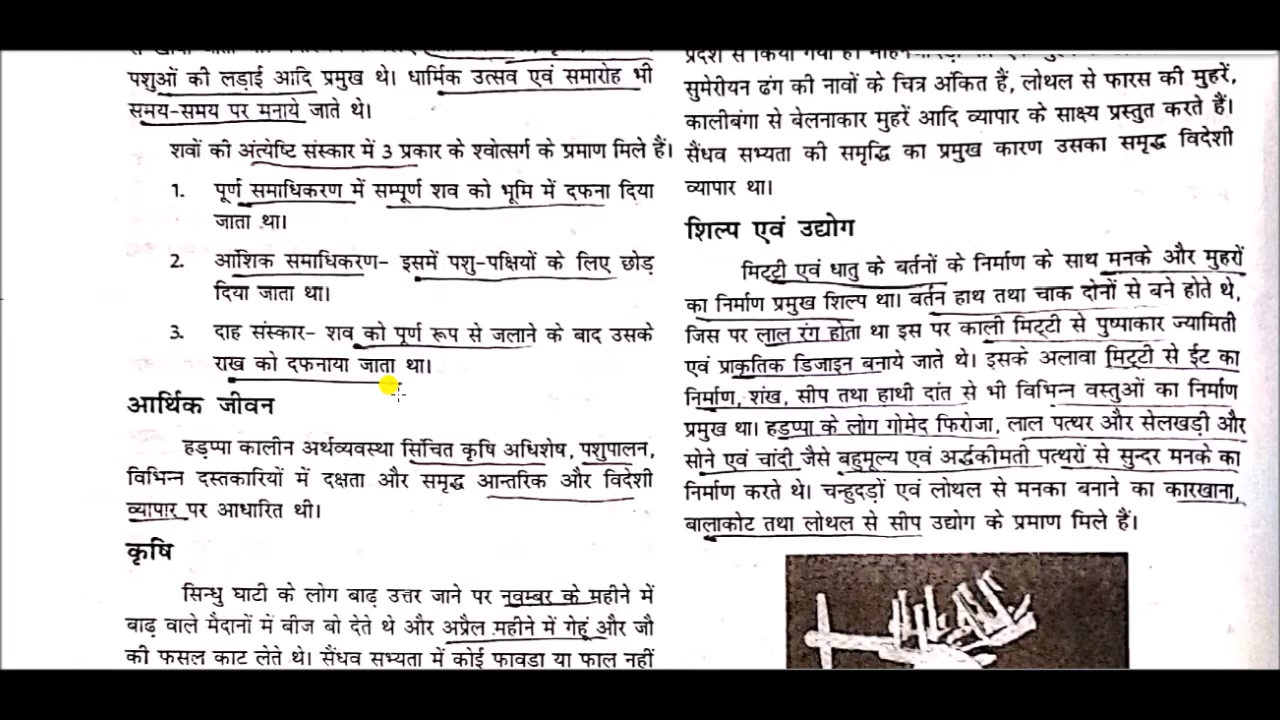 पशुओं की लड़ाई आदि प्रमुख थे। धार्मिक उत्सव एवं समारोह भी
समय-समय पर मनाये जाते थे।
शवों की अंत्येष्टि संस्कार में 3 प्रकार के श्वोत्सर्ग के प्रमाण मिले हैं।
1. पूर्ण समाधिकरण में सम्पूर्ण शव को भूमि में दफना दिया
जाता था।
2. आंशिक समाधिकरण- इसमें पशु-पक्षियों के लिए छोड़
दिया जाता था।
3. दाह संस्कार- शव को पूर्ण रूप से जलाने के बाद उसके
राख को दफनाया जाता था।
आर्थिक जीवन
हड़प्पा कालीन अर्थव्यवस्था सिंचित कृषि अधिशेष, पशुपालन,
विभिन्न दस्तकारियों में दक्षता और समृद्ध आन्तरिक और विदेशी
व्यापार पर आधारित थी।
कृषि
सिन्धु घाटी के लोग बाढ़ उत्तर जाने पर नवम्बर के महीने में
बाढ़ वाले मैदानों में बीज बो देते थे और अप्रैल महीने में गेहूं और जौ
की फसल काट लेते थे। सैंधव सभ्यता में कोई फावडा या फाल नहीं
प्रदेश से किया गया है।
सुमेरीयन ढंग की नावों के चित्र अंकित हैं, लोथल से फारस की मुहरें,
कालीबंगा से बेलनाकार मुहरें आदि व्यापार के साक्ष्य प्रस्तुत करते हैं।
सैंधव सभ्यता की समृद्धि का प्रमुख कारण उसका समृद्ध विदेशी
व्यापार था।
शिल्प एवं उद्योग
मिट्टी एवं धातु के बर्तनों के निर्माण के साथ मनके और मुहरों
का निर्माण प्रमुख शिल्प था। बर्तन हाथ तथा चाक दोनों से बने होते थे,
जिस पर लाल रंग होता था इस पर काली मिट्टी से पुष्पाकार ज्यामिती
एवं प्राकृतिक डिजाइन बनाये जाते थे। इसके अलावा मिट्टी से ईट का
निर्माण, शंख, सीप तथा हाथी दांत से भी विभिन्न वस्तुओं का निर्माण
प्रमुख था। हड़प्पा के लोग गोमेद फिरोजा, लाल पत्थर और सेलखड़ी और
सोने एवं चांदी जैसे बहुमूल्य एवं अर्द्धकीमती पत्थरों से सुन्दर मनके का
निर्माण करते थे। चन्हुदड़ों एवं लोथल से मनका बनाने का कारखाना,
बालाकोट तथा लोथल से सीप उद्योग के प्रमाण मिले हैं।